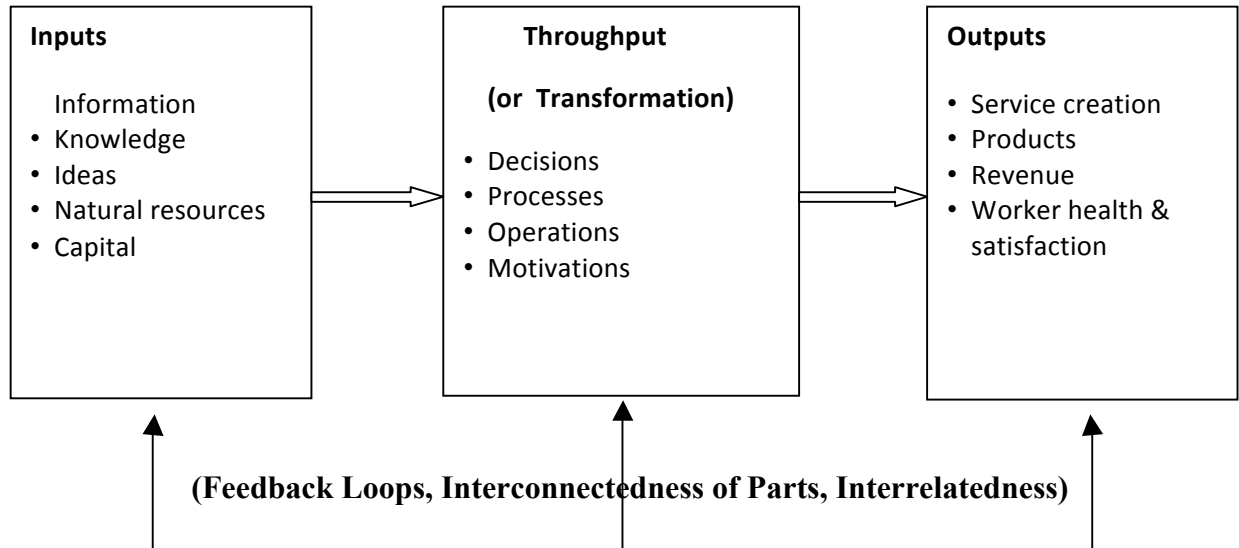 Inputs
Information
• Knowledge
• Ideas
• Natural resources
• Capital
Throughput
(or Transformation)
• Decisions
• Processes
• Operations
• Motivations
Outputs
• Service creation
• Products
• Revenue
• Worker health &
satisfaction
(Feedback Loops, Interconnectedness of Parts, Interrelatedness)